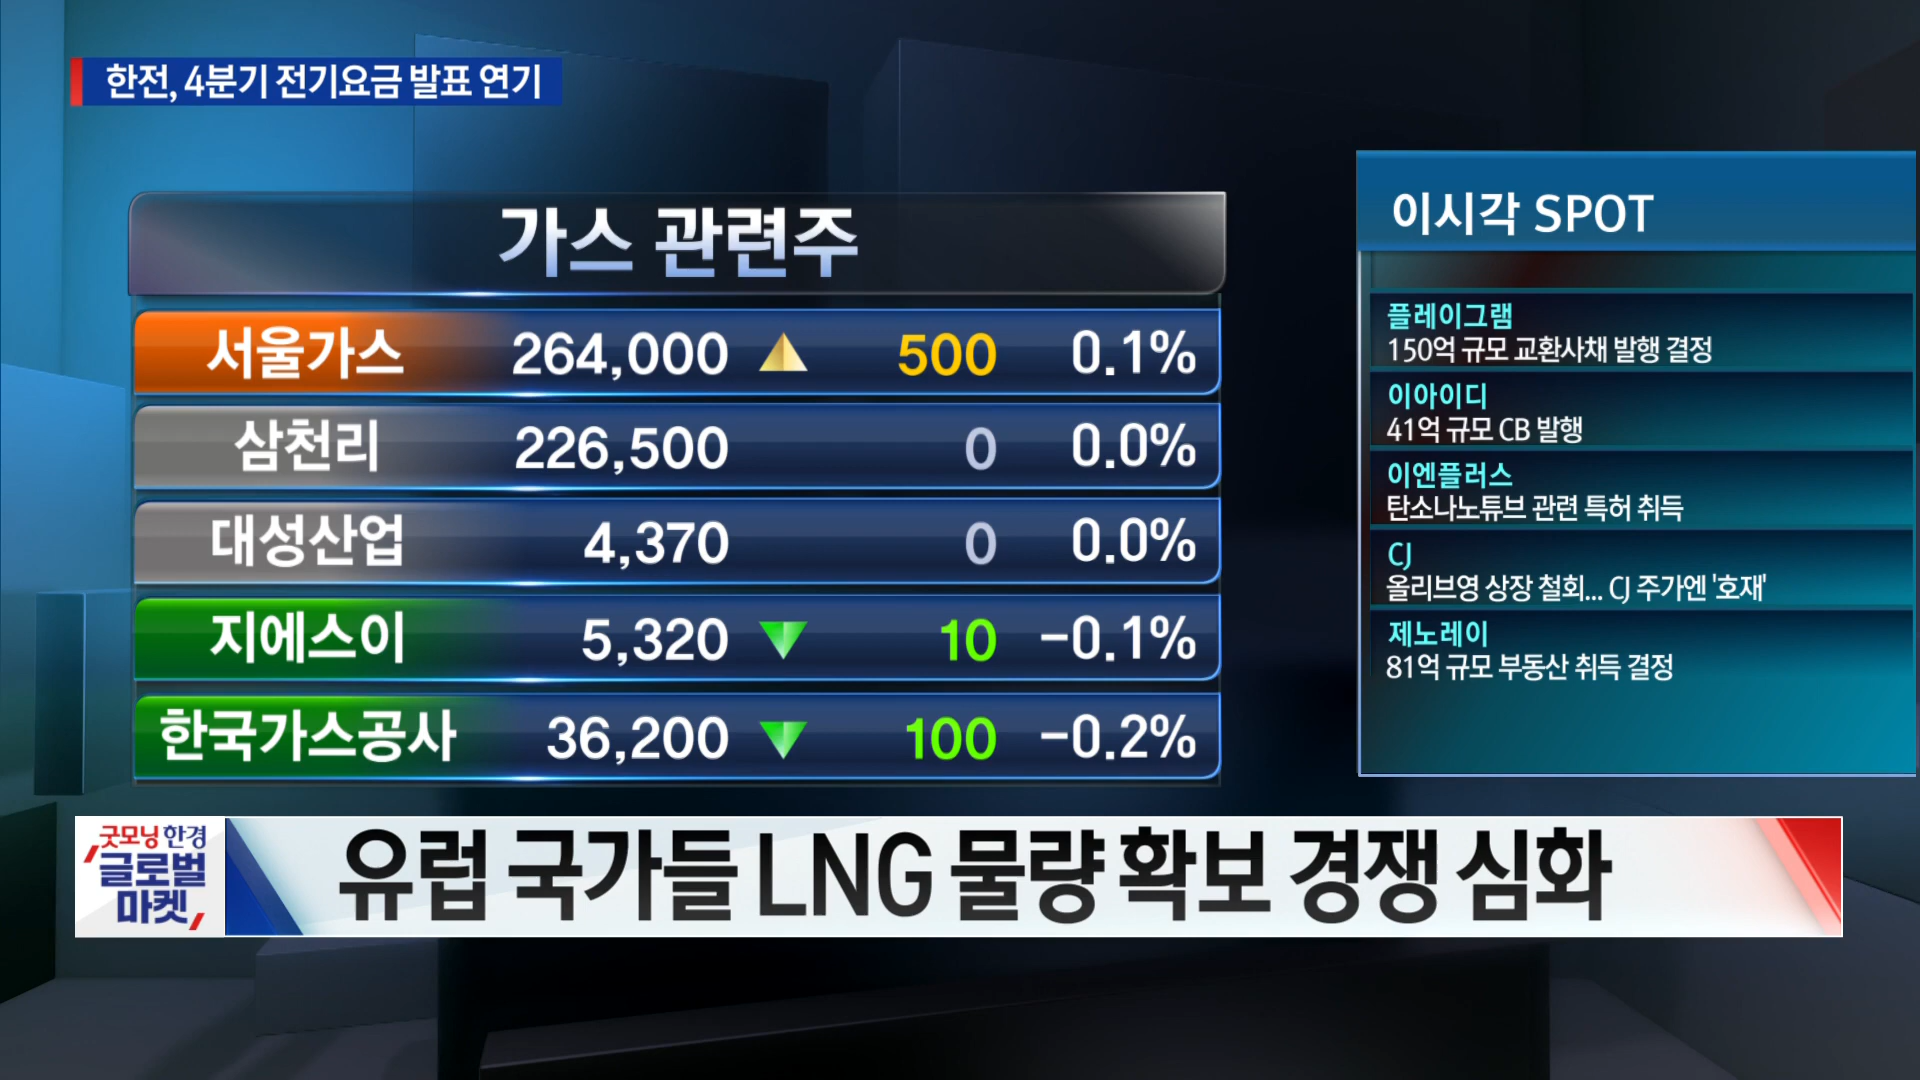 한전, 4분기 전기요금 발표 연기
가스 관련주
서울가스 264,000 ▲ 500 0.1%
삼천리 226,500 0 0.0%
대성산업 4,370 0 0.0%
지에스이 5,320 ▼ 10 -0.1%
한국가스공사 36,200 ▼ 100 -0.2%
이시각 SPOT
플레이그램
150억 규모 교환사채 발행 결정
이아이디
41억 규모 CB 발행
이엔플러스
탄소나노튜브 관련 특허 취득
CJ
올리브영 상장 철회... CJ 주가엔 '호재'
제노레이
81억 규모 부동산 취득 결정
굿모닝 한경
글로벌
마켓
유럽 국가들 LNG 물량 확보 경쟁 심화